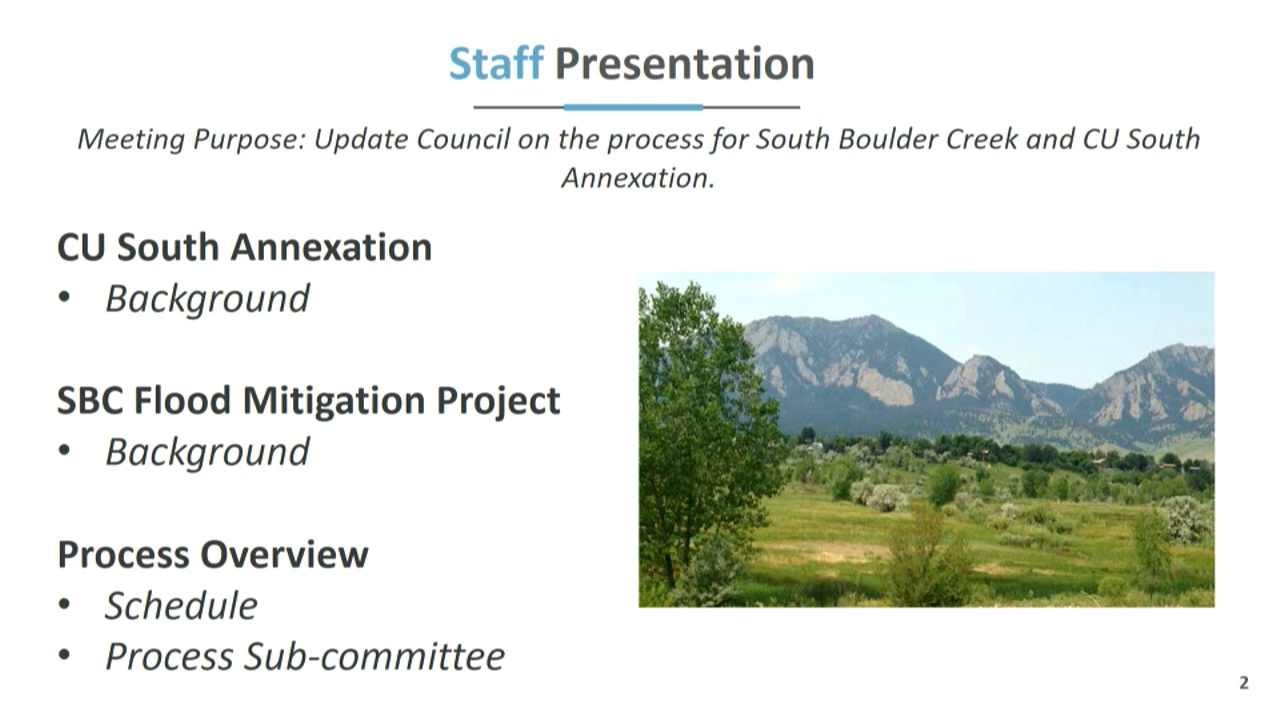 Staff Presentation
Meeting Purpose: Update Council on the process for South Boulder Creek and CU South
Annexation.
CU South Annexation
• Background
SBC Flood Mitigation Project
• Background
Process Overview
• Schedule
• Process Sub-committee
2